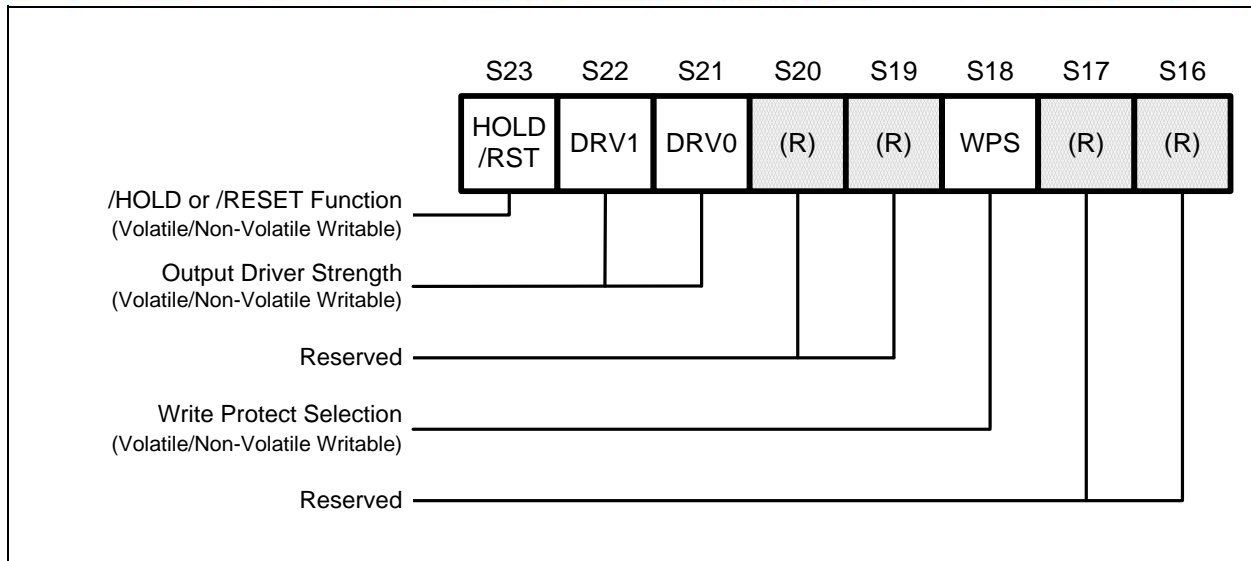 S23 S22 S21 S20 S19 S18 S17 S16
HOLD
/RST DRV1 DRV0 (R) (R) WPS (R) (R)
/HOLD or /RESET Function
(Volatile/Non-Volatile Writable)
Output Driver Strength
(Volatile/Non-Volatile Writable)
Reserved
Write Protect Selection
(Volatile/Non-Volatile Writable)
Reserved